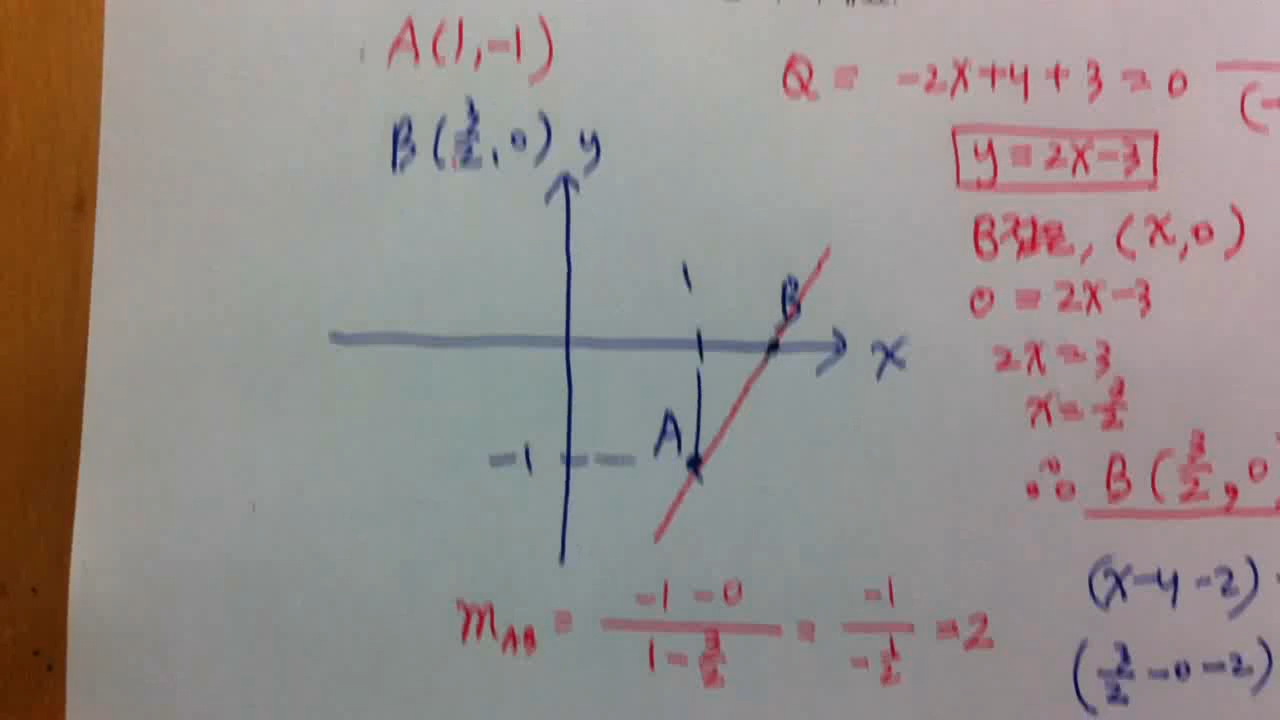 A(1,-1)
B(3/2, 0)
y
1
B
x
A
-1
m_AB = (-1-0)/(1-3/2) = (-1)/(-1/2) = 2
Q = -2x+y+3=0
y=2x-3
(x,0)
0=2x-3
2x=3
x=3/2
∴ B(3/2, 0
(x-y-2)
(3/2-0-2)